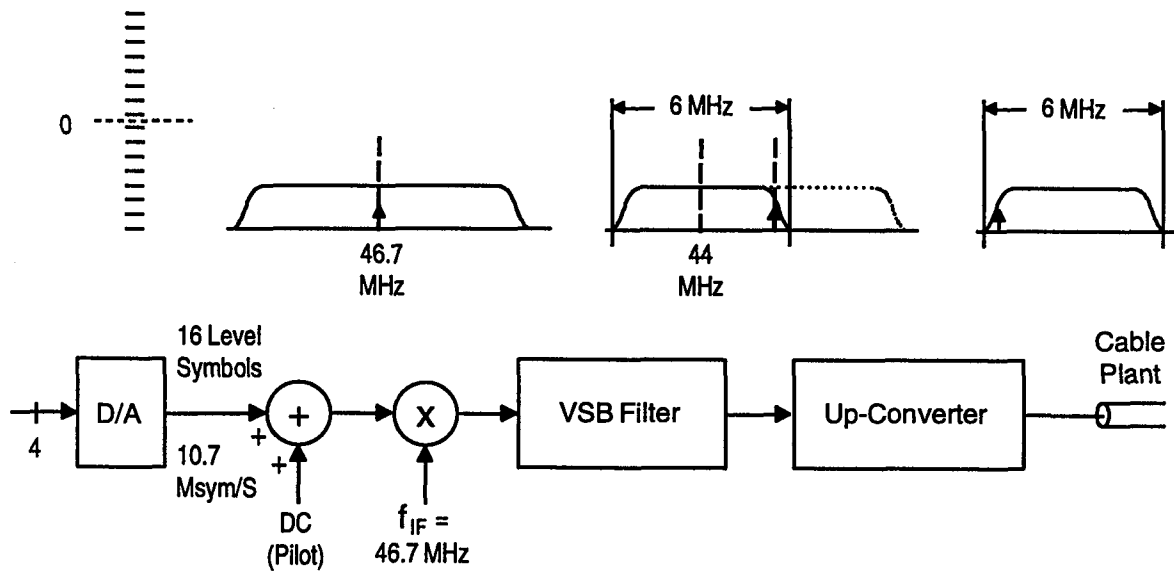 0
6 MHz
6 MHz
46.7
MHz
44
MHz
16 Level
Symbols
Cable
Plant
D/A
+
X
VSB Filter
Up-Converter
4
+
+
10.7
Msym/S
DC
(Pilot)
f IF =
46.7 MHz